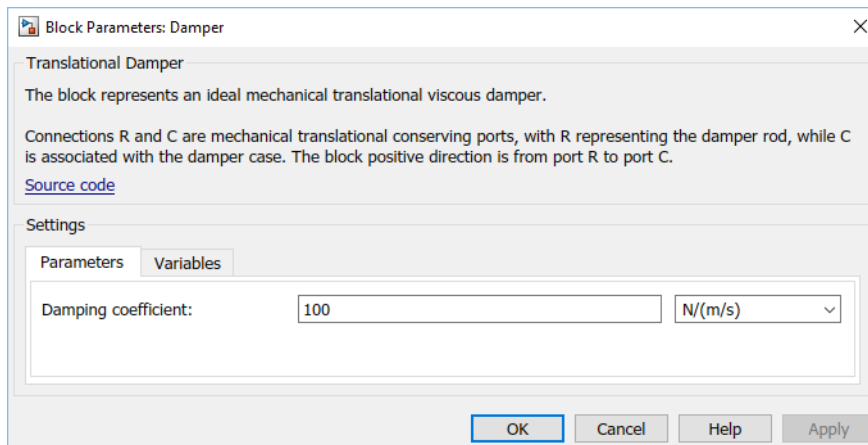 Block Parameters: Damper
Translational Damper
The block represents an ideal mechanical translational viscous damper.
Connections R and C are mechanical translational conserving ports, with R representing the damper rod, while C
is associated with the damper case. The block positive direction is from port R to port C.
Source code
Settings
Parameters Variables
Damping coefficient: 100 N/(m/s)
OK Cancel Help Apply